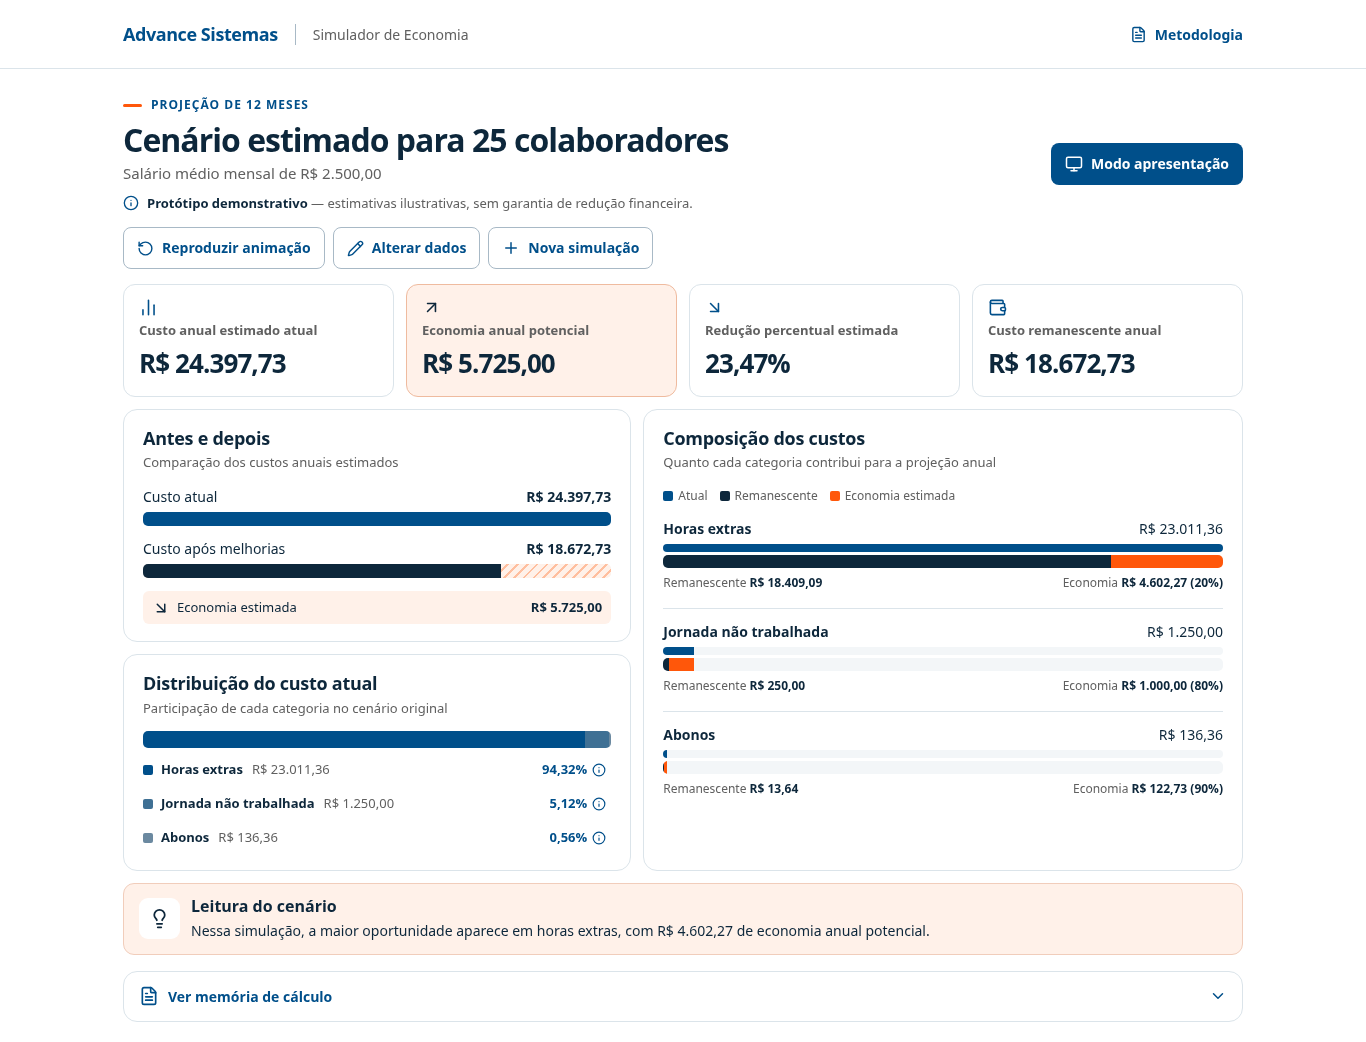 Advance Sistemas
Simulador de Economia
Metodologia
PROJEÇÃO DE 12 MESES
Cenário estimado para 25 colaboradores
Salário médio mensal de R$ 2.500,00
Protótipo demonstrativo — estimativas ilustrativas, sem garantia de redução financeira.
Modo apresentação
Reproduzir animação
Alterar dados
Nova simulação
Custo anual estimado atual
R$ 24.397,73
Economia anual potencial
R$ 5.725,00
Redução percentual estimada
23,47%
Custo remanescente anual
R$ 18.672,73
Antes e depois
Comparação dos custos anuais estimados
Custo atual R$ 24.397,73
Custo após melhorias R$ 18.672,73
Economia estimada R$ 5.725,00
Distribuição do custo atual
Participação de cada categoria no cenário original
Horas extras R$ 23.011,36 94,32%
Jornada não trabalhada R$ 1.250,00 5,12%
Abonos R$ 136,36 0,56%
Composição dos custos
Quanto cada categoria contribui para a projeção anual
Atual Remanescente Economia estimada
Horas extras R$ 23.011,36
Remanescente R$ 18.409,09 Economia R$ 4.602,27 (20%)
Jornada não trabalhada R$ 1.250,00
Remanescente R$ 250,00 Economia R$ 1.000,00 (80%)
Abonos R$ 136,36
Remanescente R$ 13,64 Economia R$ 122,73 (90%)
Leitura do cenário
Nessa simulação, a maior oportunidade aparece em horas extras, com R$ 4.602,27 de economia anual potencial.
Ver memória de cálculo